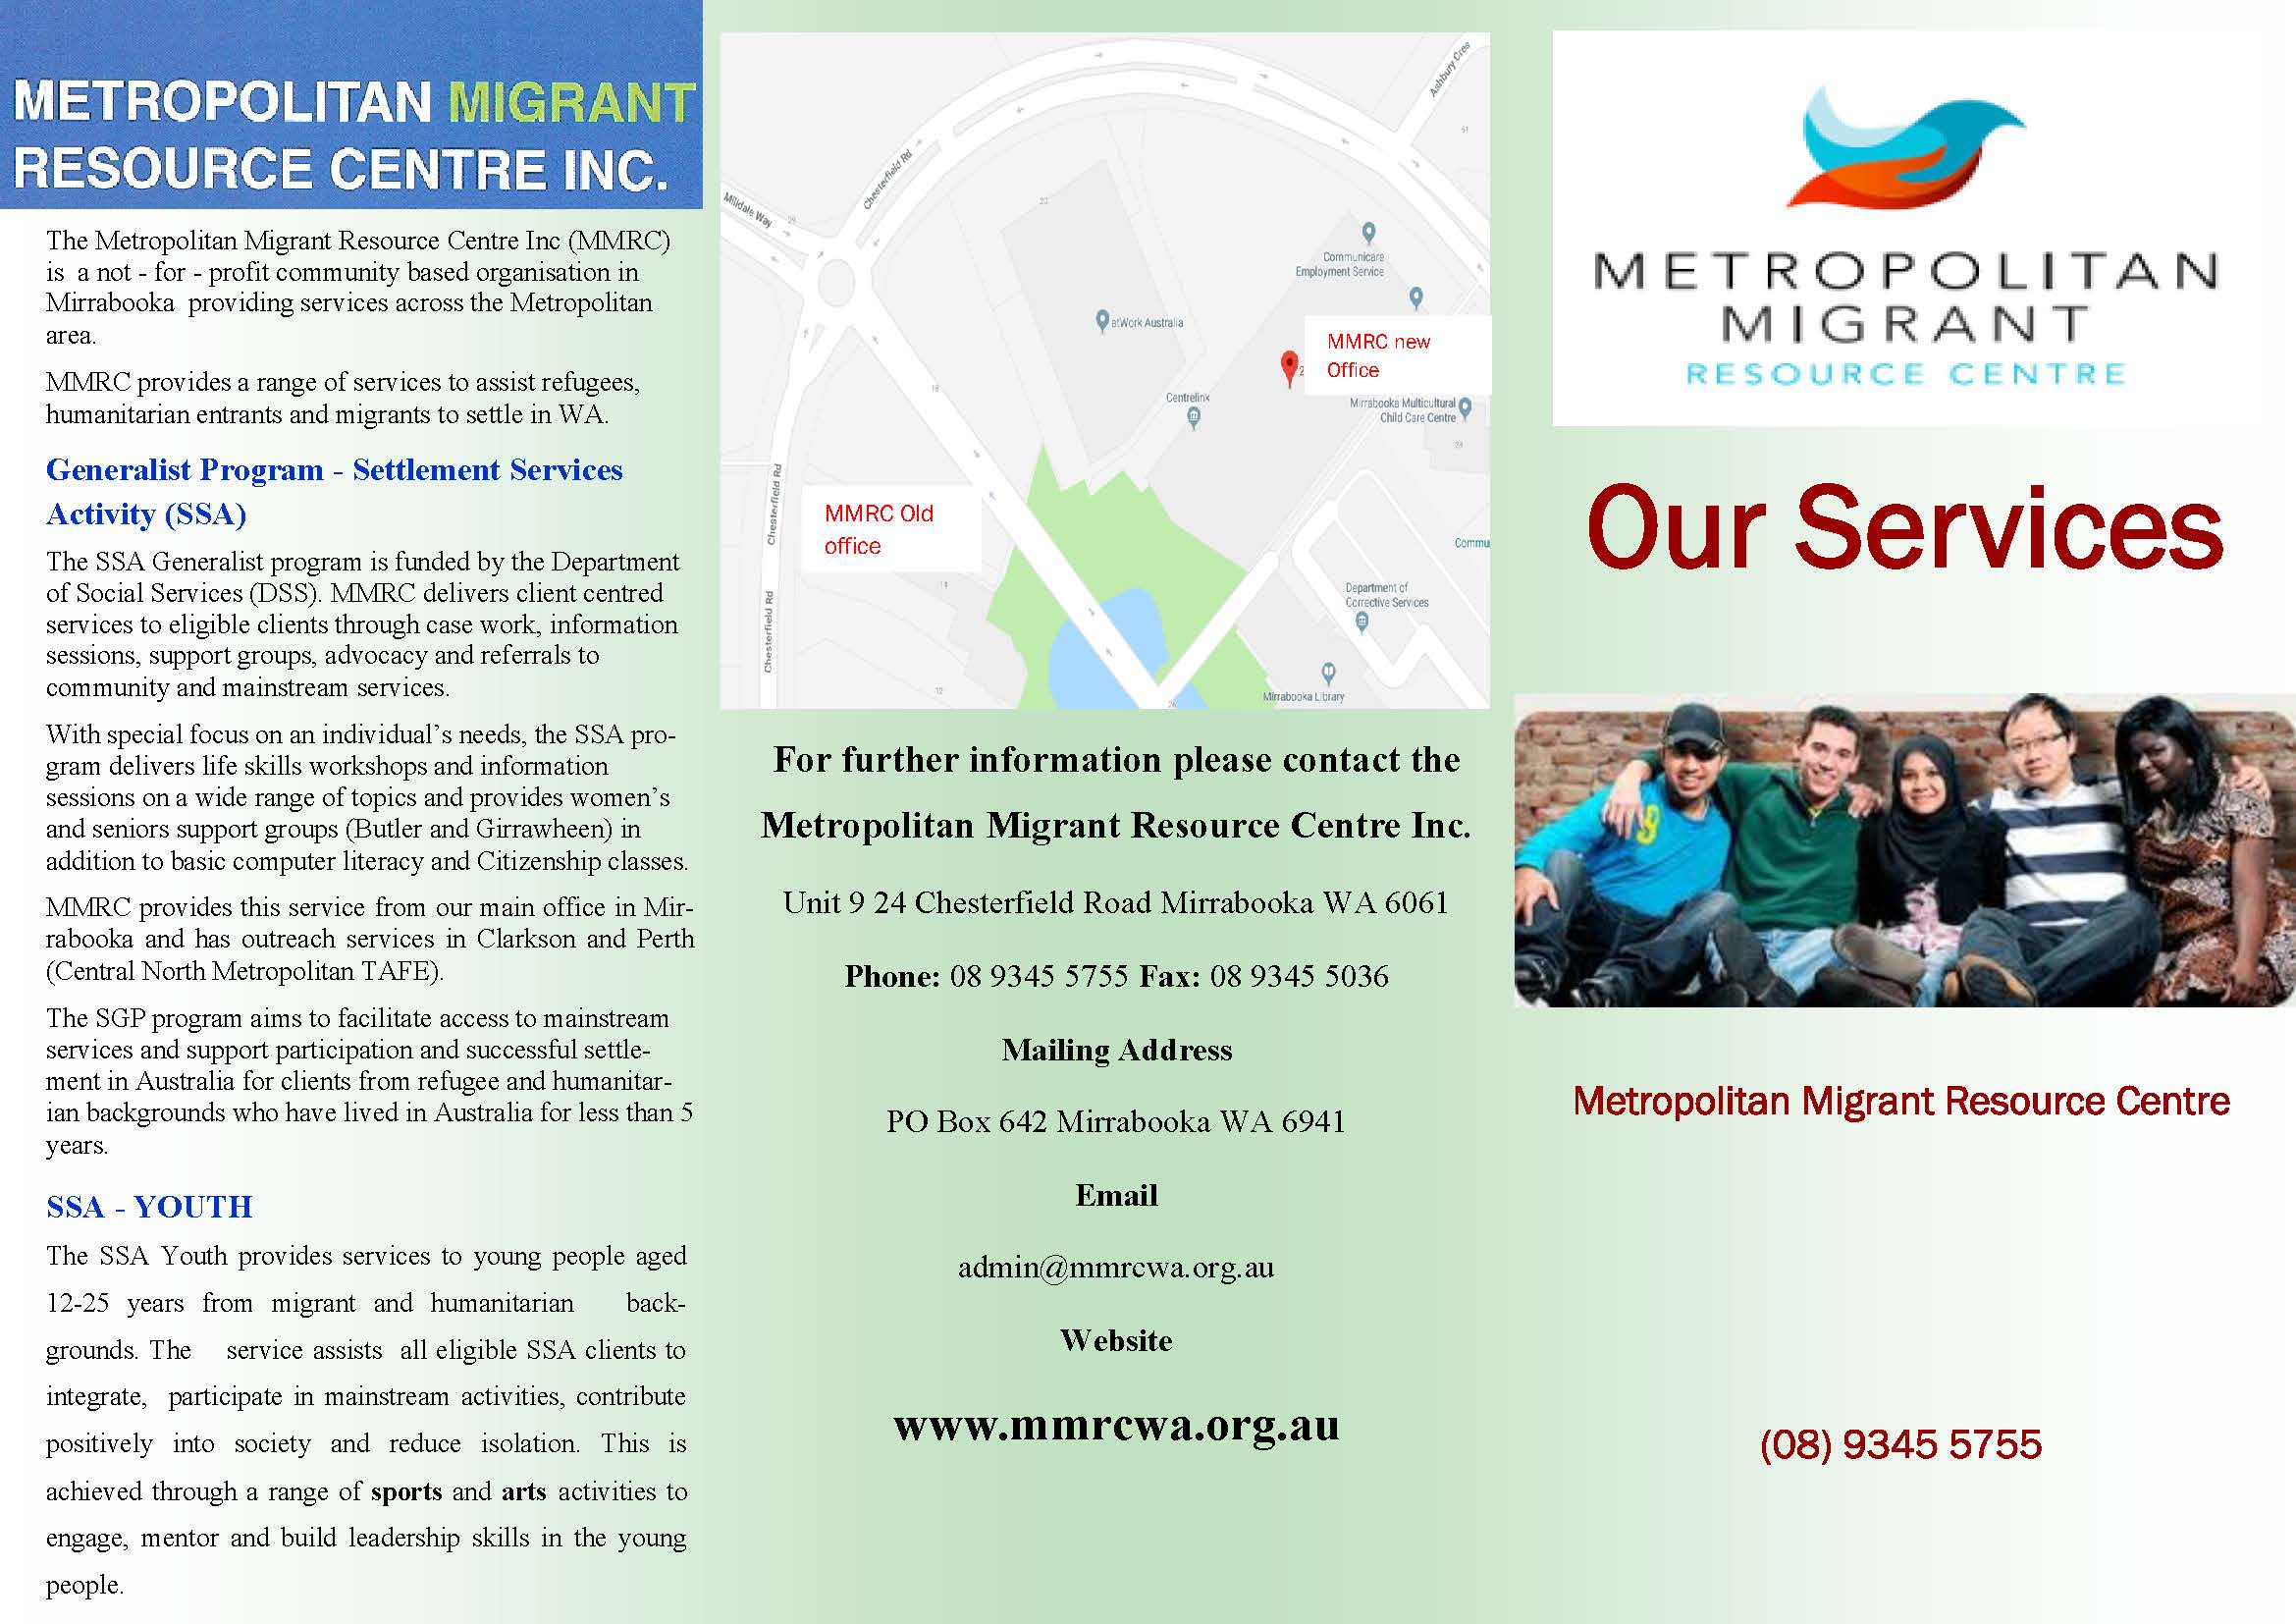 METROPOLITAN MIGRANT
RESOURCE CENTRE INC.
The Metropolitan Migrant Resource Centre Inc (MMRC)
is a not - for - profit community based organisation in
Mirrabooka providing services across the Metropolitan
area.
MMRC provides a range of services to assist refugees,
humanitarian entrants and migrants to settle in WA.
Generalist Program - Settlement Services
Activity (SSA)
The SSA Generalist program is funded by the Department
of Social Services (DSS). MMRC delivers client centred
services to eligible clients through case work, information
sessions, support groups, advocacy and referrals to
community and mainstream services.
With special focus on an individual's needs, the SSA pro-
gram delivers life skills workshops and information
sessions on a wide range of topics and provides women's
and seniors support groups (Butler and Girrawheen) in
addition to basic computer literacy and Citizenship classes.
MMRC provides this service from our main office in Mir-
rabooka and has outreach services in Clarkson and Perth
(Central North Metropolitan TAFE).
The SGP program aims to facilitate access to mainstream
services and support participation and successful settle-
ment in Australia for clients from refugee and humanitar-
ian backgrounds who have lived in Australia for less than 5
years.
SSA - YOUTH
The SSA Youth provides services to young people aged
12-25 years from migrant and humanitarian back-
grounds. The service assists all eligible SSA clients to
integrate, participate in mainstream activities, contribute
positively into society and reduce isolation. This is
achieved through a range of sports and arts activities to
engage, mentor and build leadership skills in the young
people.
Ashbury Cres
Chesterfield Rd
Milldale Way
Communicare
Employment Service
atWork Australia
MMRC new
Office
Centrelink
Mirrabooka Multicultural
Child Care Centre
MMRC Old
office
Chesterfield Rd
Commu
Department of
Corrective Services
Chesterfield Rd
Mirrabooka Library
For further information please contact the
Metropolitan Migrant Resource Centre Inc.
Unit 9 24 Chesterfield Road Mirrabooka WA 6061
Phone: 08 9345 5755 Fax: 08 9345 5036
Mailing Address
PO Box 642 Mirrabooka WA 6941
Email
admin@mmrcwa.org.au
Website
www.mmrcwa.org.au
METROPOLITAN
MIGRANT
RESOURCE CENTRE
Our Services
Metropolitan Migrant Resource Centre
(08) 9345 5755